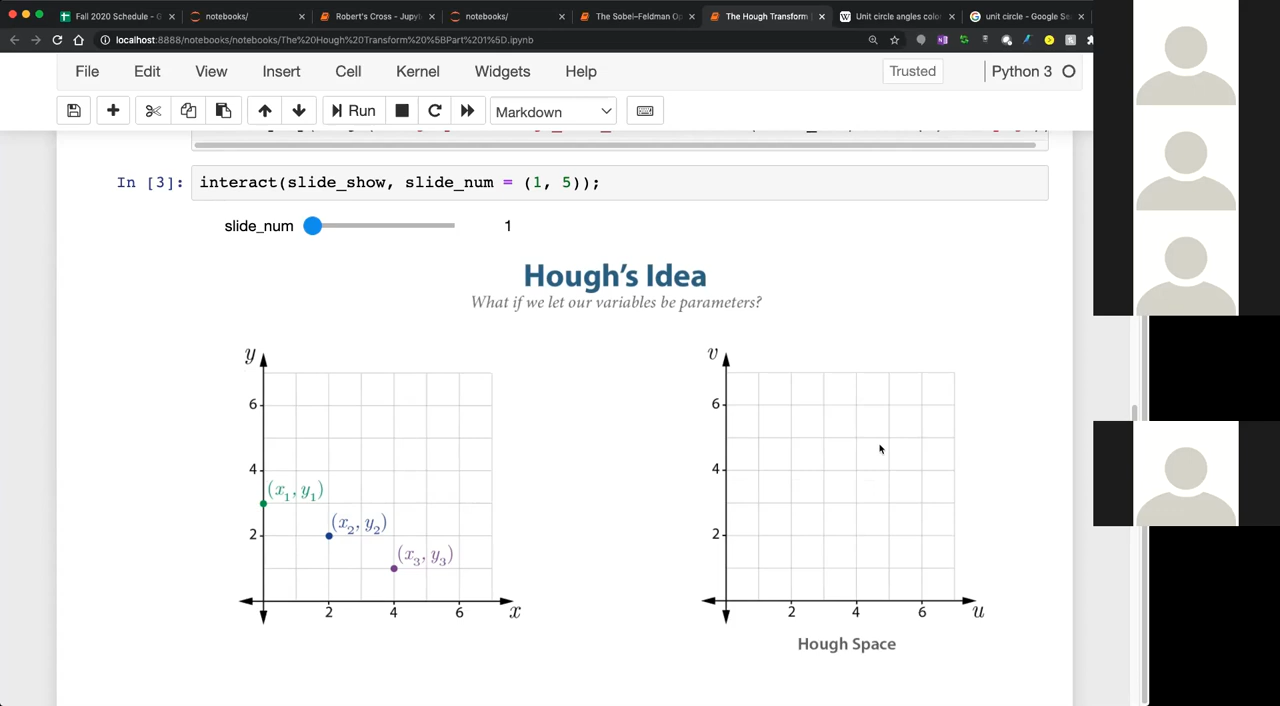 Fall 2020 Schedule - G
notebooks/
Robert's Cross - Jupyt
notebooks/
The Sobel–Feldman Op
The Hough Transform
Unit circle angles colo
unit circle - Google Se
localhost:8888/notebooks/notebooks/The%20Hough%20Transform%20%5BPart%201%5D.ipynb
File Edit View Insert Cell Kernel Widgets Help
Trusted
Python 3
Run
Markdown
In [3]: interact(slide_show, slide_num = (1, 5));
slide_num 1
Hough's Idea
What if we let our variables be parameters?
y
6
4
(x₁, y₁)
(x₂, y₂)
2
(x₃, y₃)
2 4 6 x
v
6
4
2
2 4 6 u
Hough Space